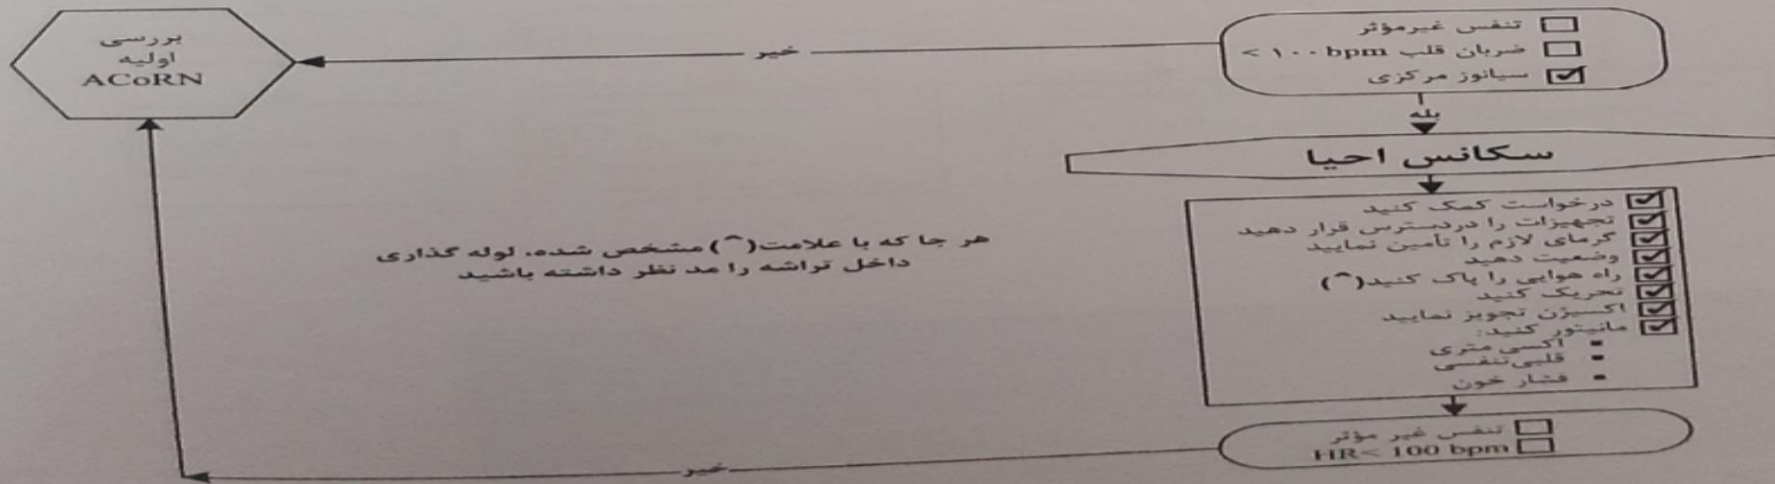 تنفس غیرمؤثر
ضربان قلب ۱۰۰ bpm >
سیانوز مرکزی
خیر
بررسی
اولیه
ACoRN
بله
سکانس احیا
درخواست کمک کنید
تجهیزات را دردسترس قرار دهید
گرمای لازم را تأمین نمایید
وضعیت دهید
راه هوایی را پاک کنید(^)
تحریک کنید
اکسیژن تجویز نمایید
مانیتور کنید:
▪ اکسی متری
▪ قلبی‌تنفسی
▪ فشار خون
هر جا که با علامت(^) مشخص شده، لوله گذاری
داخل تراشه را مد نظر داشته باشید
تنفس غیر مؤثر
HR< 100 bpm
خیر